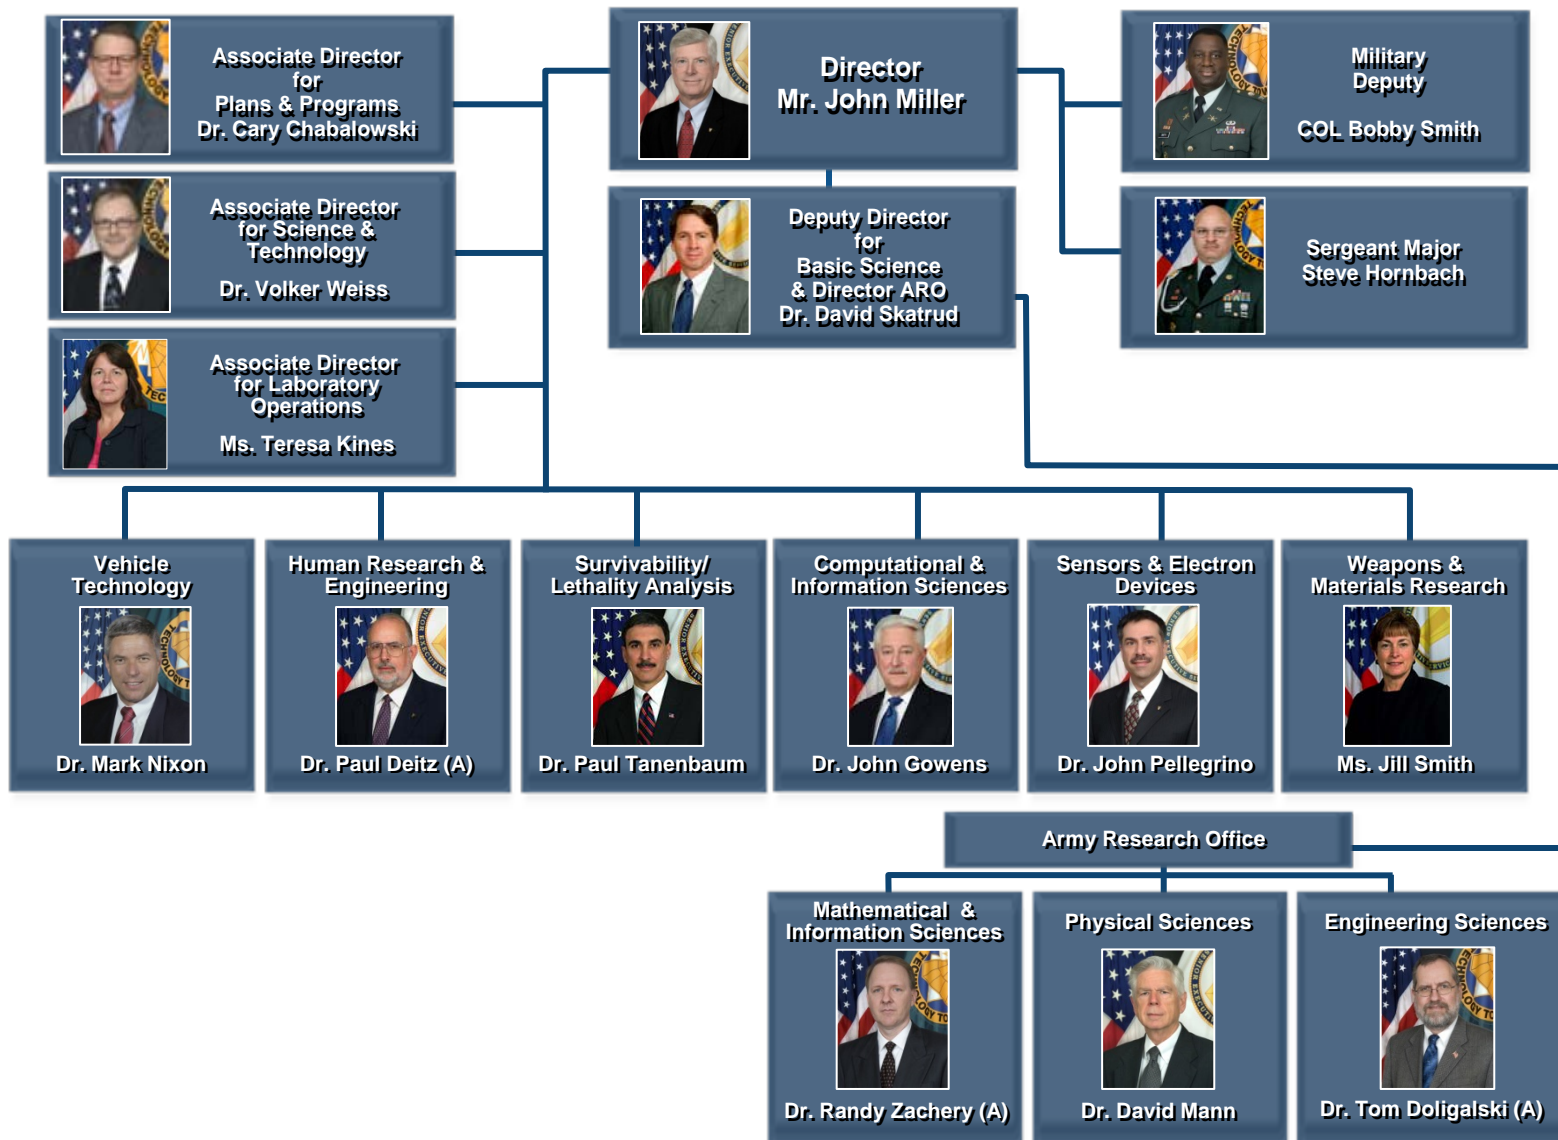 Associate Director
for
Plans & Programs
Dr. Cary Chabalowski
Director
Mr. John Miller
Military
Deputy
COL Bobby Smith
Associate Director
for Science &
Technology
Dr. Volker Weiss
Deputy Director
for
Basic Science
& Director ARO
Dr. David Skatrud
Sergeant Major
Steve Hornbach
Associate Director
for Laboratory
Operations
Ms. Teresa Kines
Vehicle
Technology
Dr. Mark Nixon
Human Research &
Engineering
Dr. Paul Deitz (A)
Survivability/
Lethality Analysis
Dr. Paul Tanenbaum
Computational &
Information Sciences
Dr. John Gowens
Sensors & Electron
Devices
Dr. John Pellegrino
Weapons &
Materials Research
Ms. Jill Smith
Army Research Office
Mathematical &
Information Sciences
Dr. Randy Zachery (A)
Physical Sciences
Dr. David Mann
Engineering Sciences
Dr. Tom Doligalski (A)